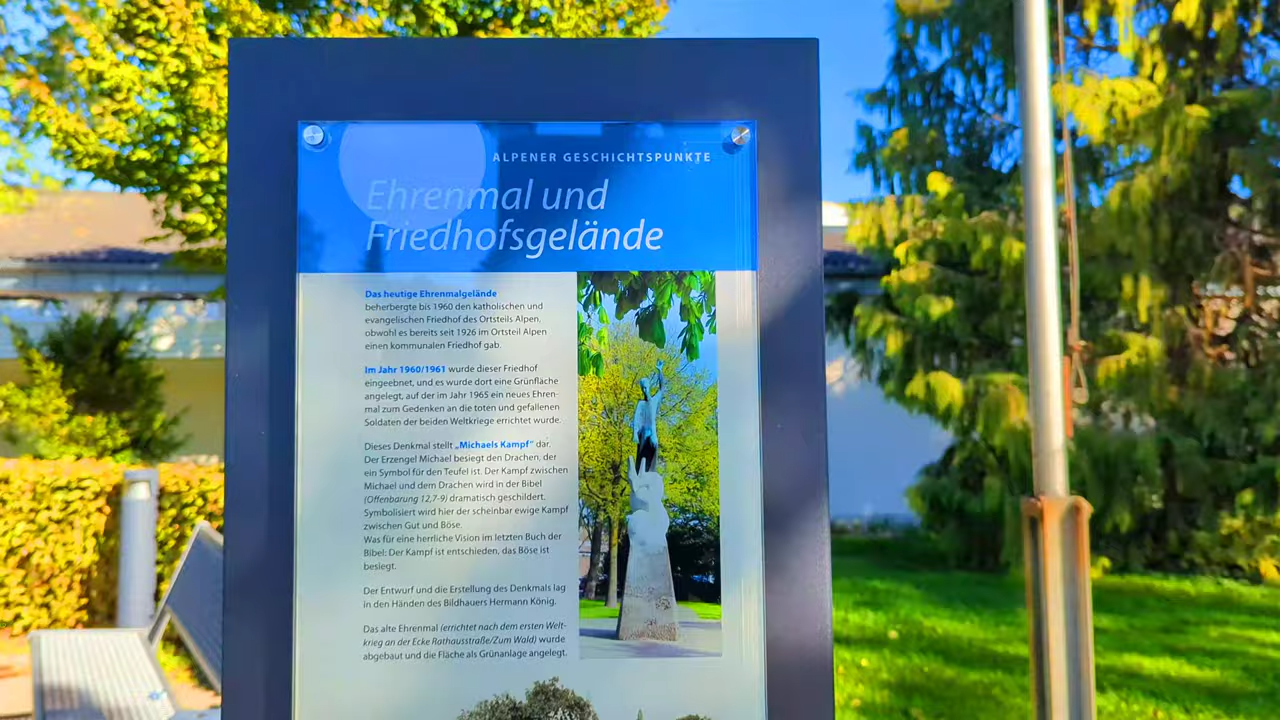 ALPENER GESCHICHTSPUNKTE
Ehrenmal und
Friedhofsgelände
Das heutige Ehrenmalgelände
beherbergte bis 1960 den katholischen und
evangelischen Friedhof des Ortsteils Alpen,
obwohl es bereits seit 1926 im Ortsteil Alpen
einen kommunalen Friedhof gab.
Im Jahr 1960/1961 wurde dieser Friedhof
eingeebnet, und es wurde dort eine Grünfläche
angelegt, auf der im Jahr 1965 ein neues Ehren-
mal zum Gedenken an die toten und gefallenen
Soldaten der beiden Weltkriege errichtet wurde.
Dieses Denkmal stellt „Michaels Kampf" dar.
Der Erzengel Michael besiegt den Drachen, der
ein Symbol für den Teufel ist. Der Kampf zwischen
Michael und dem Drachen wird in der Bibel
(Offenbarung 12,7-9) dramatisch geschildert.
Symbolisiert wird hier der scheinbar ewige Kampf
zwischen Gut und Böse.
Was für eine herrliche Vision im letzten Buch der
Bibel: Der Kampf ist entschieden, das Böse ist
besiegt.
Der Entwurf und die Erstellung des Denkmals lag
in den Händen des Bildhauers Hermann König.
Das alte Ehrenmal (errichtet nach dem ersten Welt-
krieg an der Ecke Rathausstraße/Zum Wald) wurde
abgebaut und die Fläche als Grünanlage angelegt.